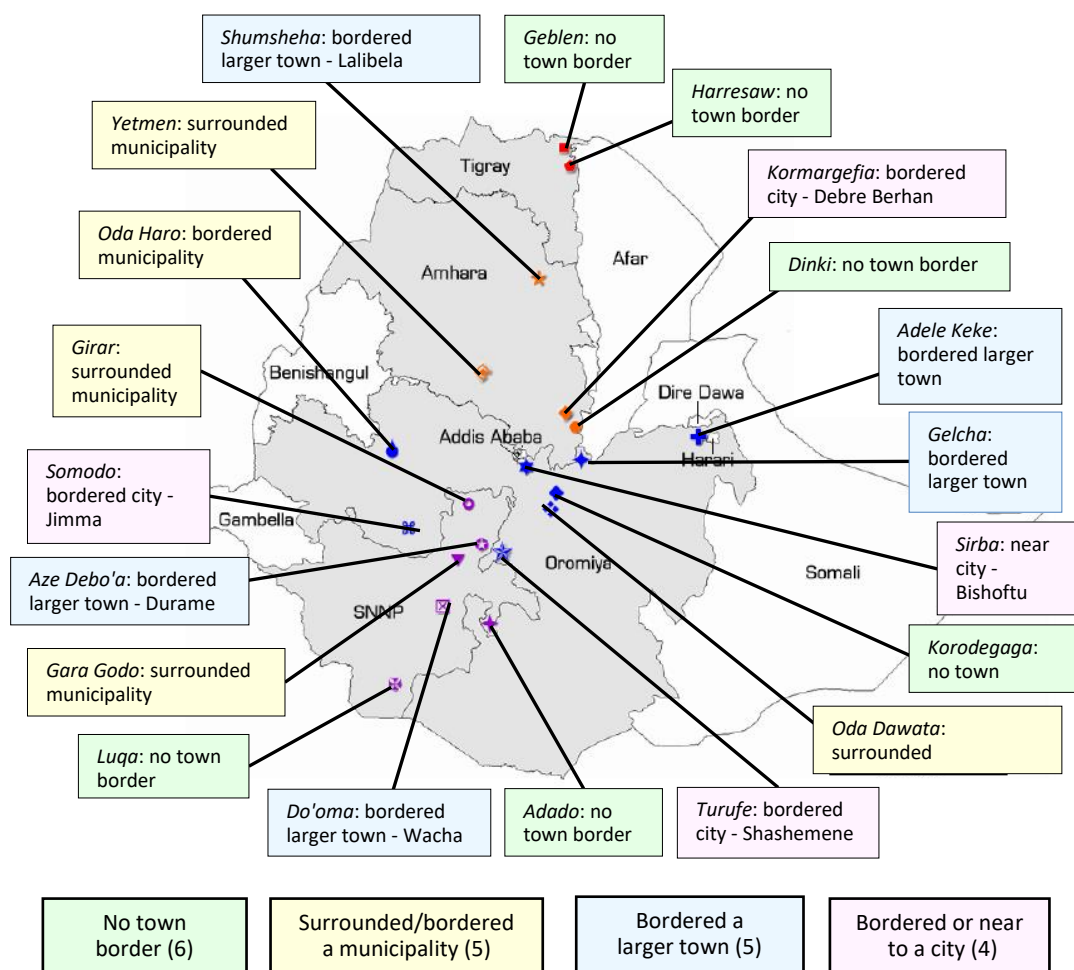 Shumsheha: bordered
larger town - Lalibela
Geblen: no
town border
Harresaw: no
town border
Yetmen: surrounded
municipality
Tigray
Kormargefia: bordered
city - Debre Berhan
Oda Haro: bordered
municipality
Amhara
Afar
Dinki: no town border
Girar:
surrounded
municipality
Adele Keke:
bordered larger
town
Benishangul
Dire Dawa
Addis Ababa
Harari
Gelcha:
bordered
larger town
Somodo:
bordered city -
Jimma
Gambella
Sirba: near
city -
Bishoftu
Oromiya
Somali
Aze Debo'a: bordered
larger town - Durame
SNNP
Korodegaga:
no town
Gara Godo: surrounded
municipality
Oda Dawata:
surrounded
Luqa: no town
border
Do'oma: bordered
larger town - Wacha
Adado: no
town border
Turufe: bordered
city - Shashemene
No town
border (6)
Surrounded/bordered
a municipality (5)
Bordered a
larger town (5)
Bordered or near
to a city (4)